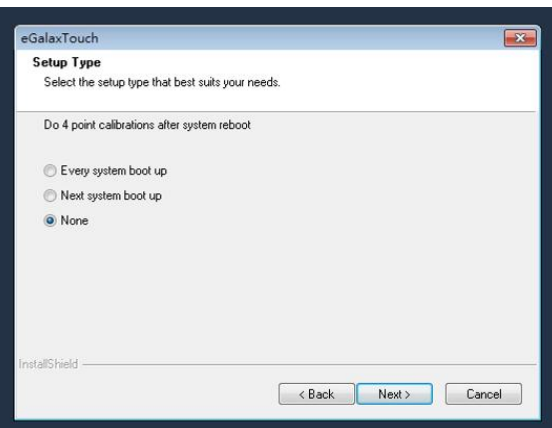 eGalaxTouch
Setup Type
Select the setup type that best suits your needs.
Do 4 point calibrations after system reboot
Every system boot up
Next system boot up
None
InstallShield
< Back Next > Cancel